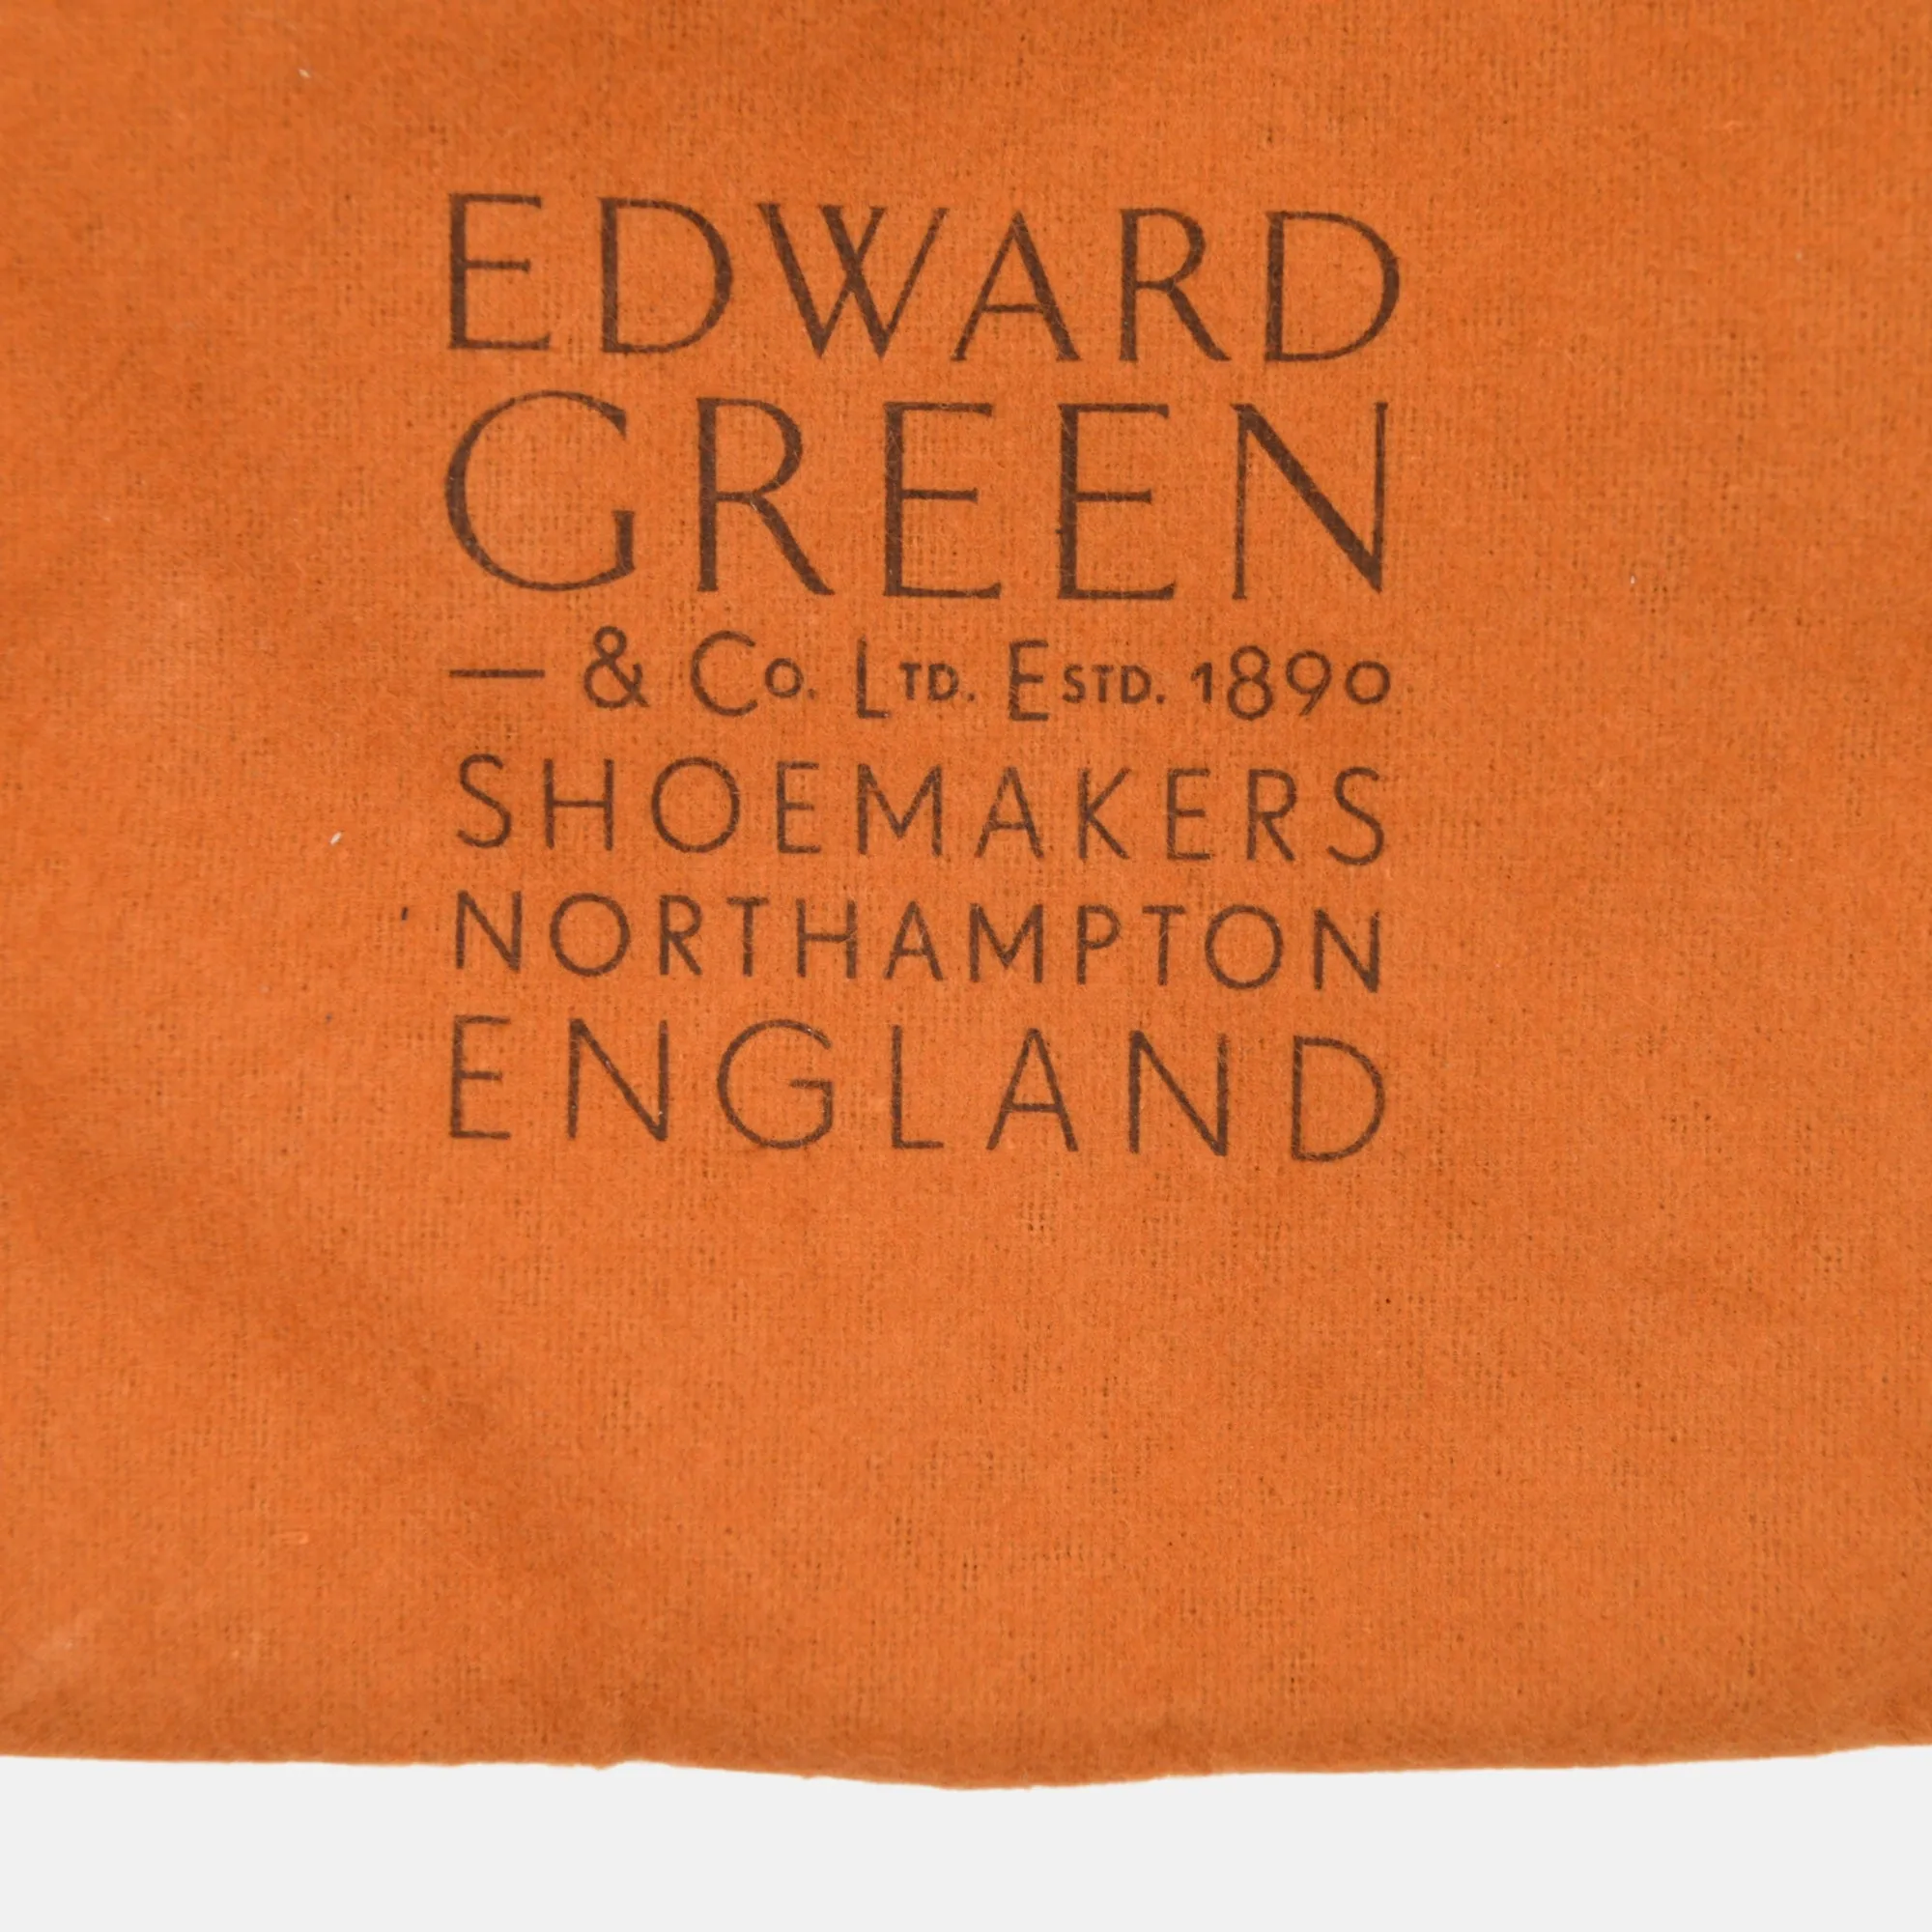 EDWARD
GREEN
— & Co. LTD. ESTD. 1890
SHOEMAKERS
NORTHAMPTON
ENGLAND